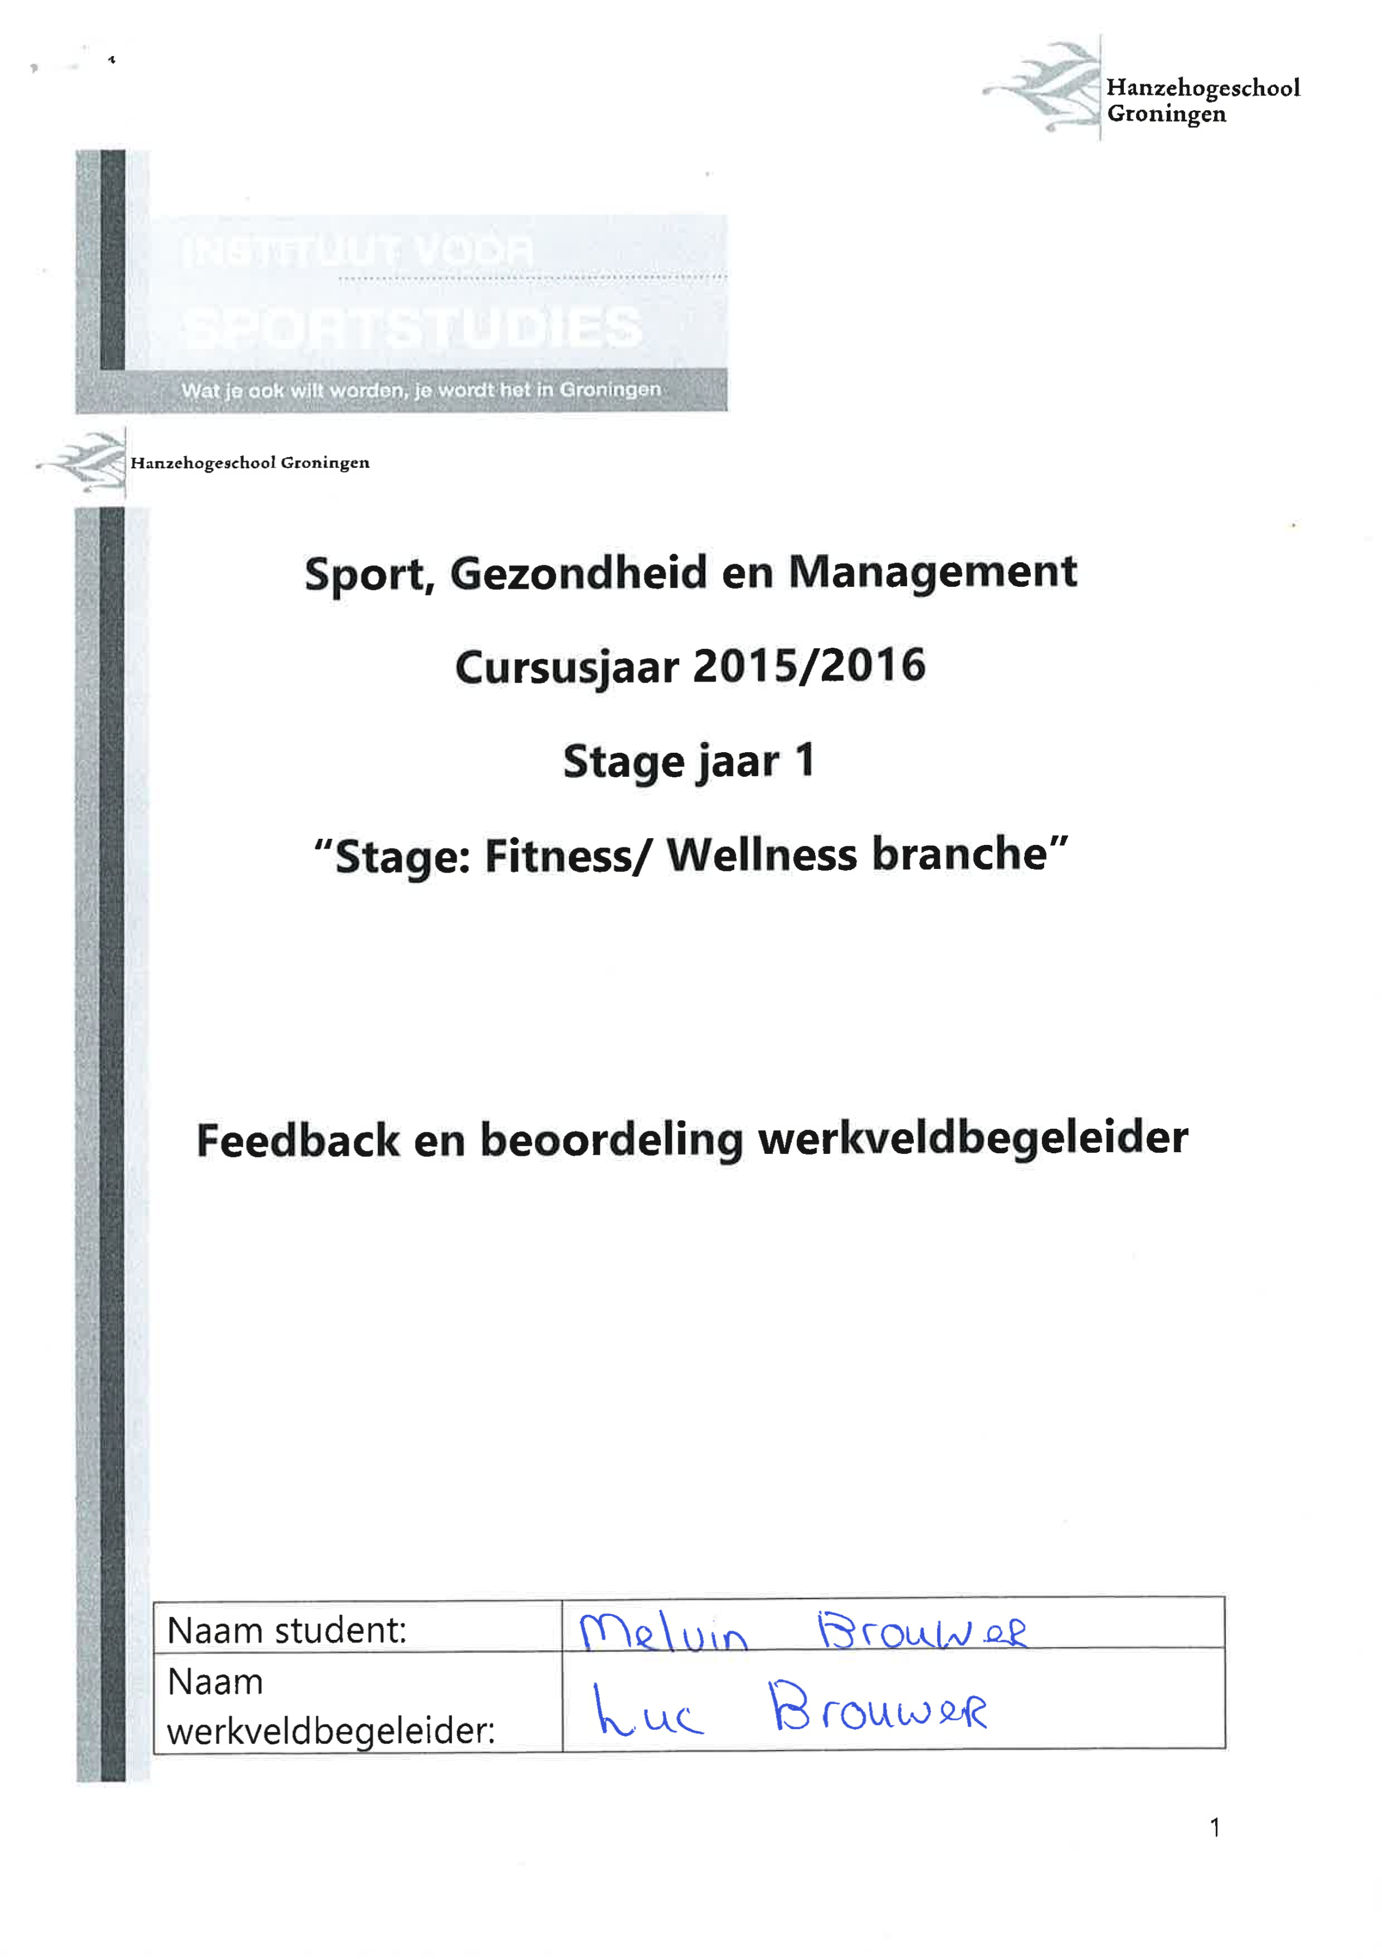 Hanzehogeschool
Groningen
INSTITUUT VOOR
SPORTSTUDIES
Wat je ook wilt worden, je wordt het in Groningen
Hanzehogeschool Groningen
Sport, Gezondheid en Management
Cursusjaar 2015/2016
Stage jaar 1
“Stage: Fitness/ Wellness branche”
Feedback en beoordeling werkveldbegeleider
Naam student: Melvin Brouwer
Naam
werkveldbegeleider: Luc Brouwer
1